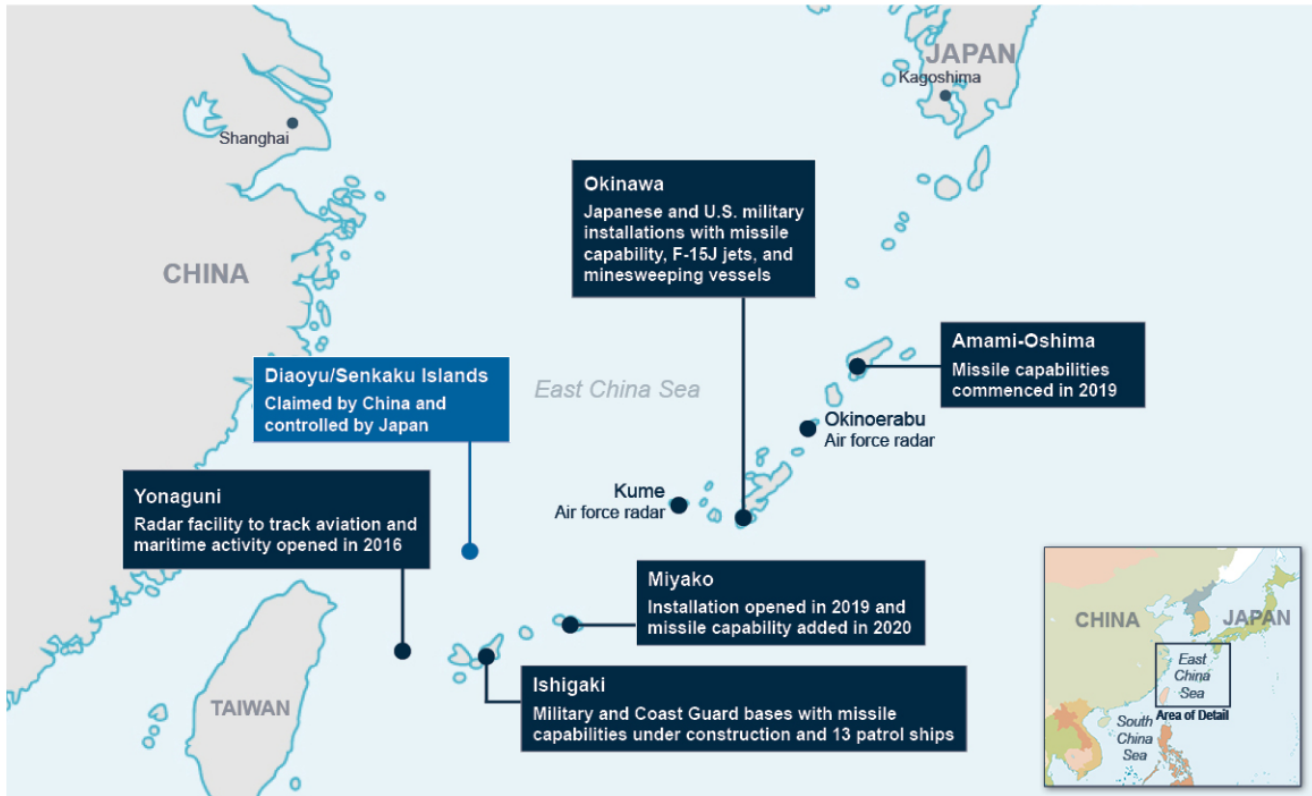 JAPAN
Kagoshima
Shanghai
CHINA
Okinawa
Japanese and U.S. military
installations with missile
capability, F-15J jets, and
minesweeping vessels
Amami-Oshima
Missile capabilities
commenced in 2019
Diaoyu/Senkaku Islands
Claimed by China and
controlled by Japan
East China Sea
Okinoerabu
Air force radar
Kume
Air force radar
Yonaguni
Radar facility to track aviation and
maritime activity opened in 2016
Miyako
Installation opened in 2019 and
missile capability added in 2020
Ishigaki
Military and Coast Guard bases with missile
capabilities under construction and 13 patrol ships
TAIWAN
CHINA
JAPAN
East
China
Sea
Area of Detail
South
China
Sea